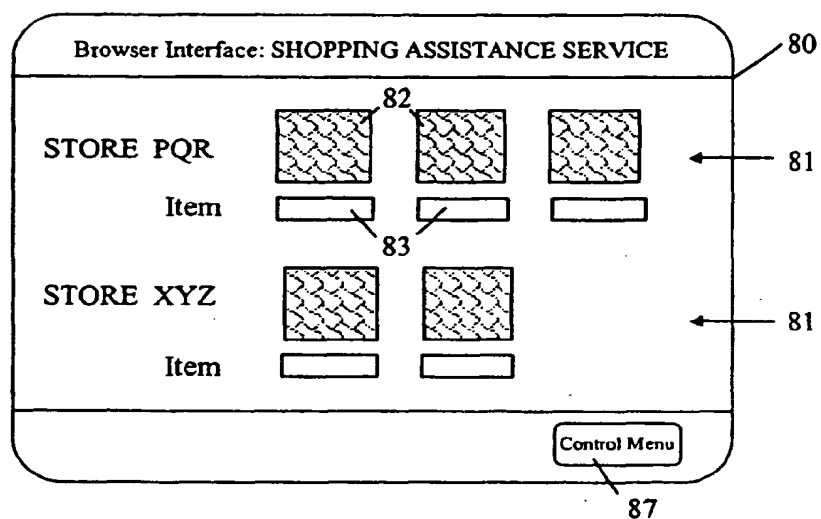 Browser Interface: SHOPPING ASSISTANCE SERVICE
80
82
STORE PQR
81
Item
83
STORE XYZ
81
Item
Control Menu
87